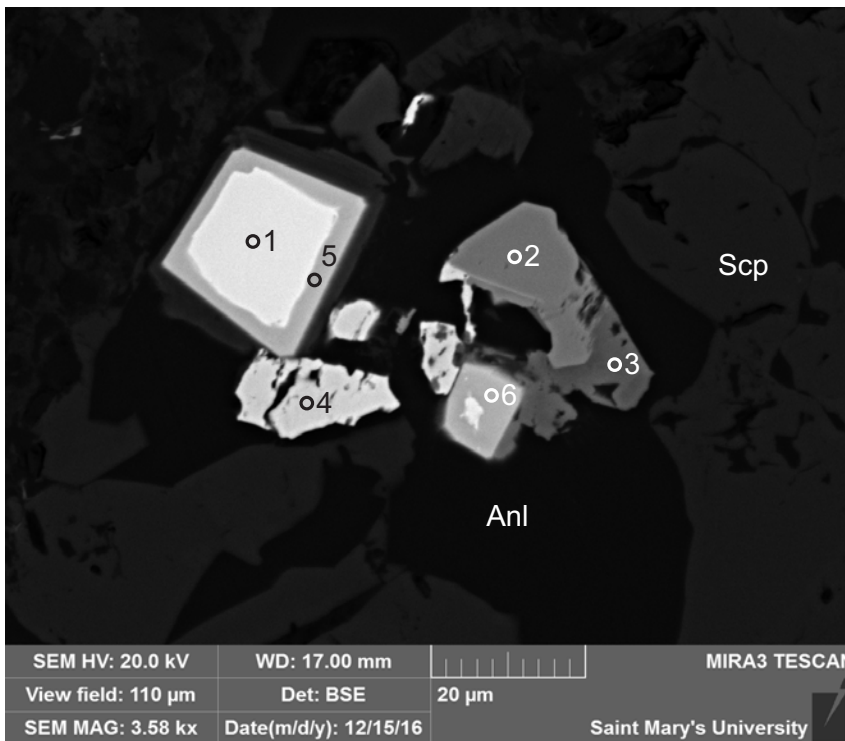 1
5
2
Scp
3
4
6
Anl
SEM HV: 20.0 kV WD: 17.00 mm MIRA3 TESCAN
View field: 110 µm Det: BSE 20 µm
SEM MAG: 3.58 kx Date(m/d/y): 12/15/16 Saint Mary's University